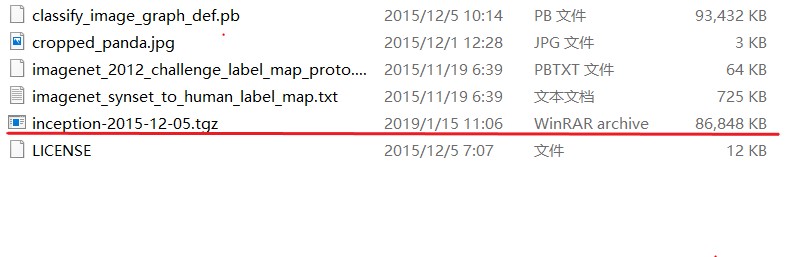 classify_image_graph_def.pb 2015/12/5 10:14 PB 文件 93,432 KB
cropped_panda.jpg 2015/12/1 12:28 JPG 文件 3 KB
imagenet_2012_challenge_label_map_proto.... 2015/11/19 6:39 PBTXT 文件 64 KB
imagenet_synset_to_human_label_map.txt 2015/11/19 6:39 文本文档 725 KB
inception-2015-12-05.tgz 2019/1/15 11:06 WinRAR archive 86,848 KB
LICENSE 2015/12/5 7:07 文件 12 KB